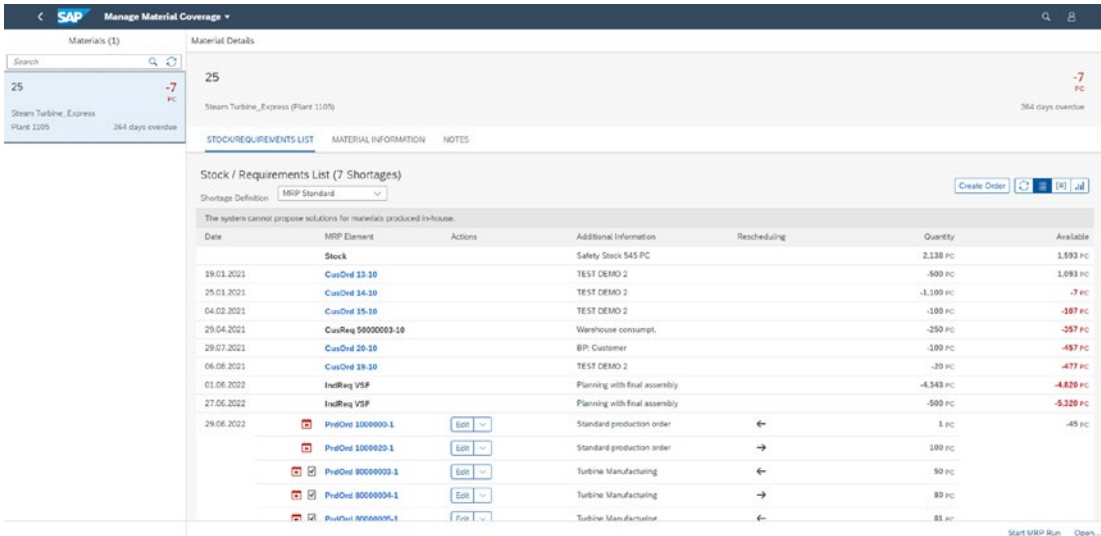 SAP Manage Material Coverage
Materials (1)
Material Details
Search
25
-7
PC
Steam Turbine_Express
Plant 1105
364 days overdue
25
-7
PC
Steam Turbine_Express (Plant 1105)
364 days overdue
STOCK/REQUIREMENTS LIST MATERIAL INFORMATION NOTES
Stock / Requirements List (7 Shortages)
Shortage Definition MRP Standard
Create Order
The system cannot propose solutions for materials produced in-house.
Date MRP Element Actions Additional Information Rescheduling Quantity Available
Stock Safety Stock 545 PC 2,138 PC 1,593 PC
19.01.2021 CusOrd 13-10 TEST DEMO 2 -500 PC 1,093 PC
25.01.2021 CusOrd 14-10 TEST DEMO 2 -1,100 PC -7 PC
04.02.2021 CusOrd 15-10 TEST DEMO 2 -100 PC -107 PC
29.04.2021 CusReq 50000003-10 Warehouse consumpt. -250 PC -357 PC
29.07.2021 CusOrd 20-10 BP: Customer -100 PC -457 PC
06.08.2021 CusOrd 19-10 TEST DEMO 2 -20 PC -477 PC
01.06.2022 IndReq VSF Planning with final assembly -4,343 PC -4,820 PC
27.06.2022 IndReq VSF Planning with final assembly -500 PC -5,320 PC
29.06.2022 PrdOrd 1000000-1 Edit Standard production order ← 1 PC -45 PC
PrdOrd 1000020-1 Edit Standard production order → 100 PC
PrdOrd 80000003-1 Edit Turbine Manufacturing ← 50 PC
PrdOrd 80000004-1 Edit Turbine Manufacturing → 80 PC
PrdOrd 80000005-1 Edit Turbine Manufacturing ← 81 PC
Start MRP Run Open...